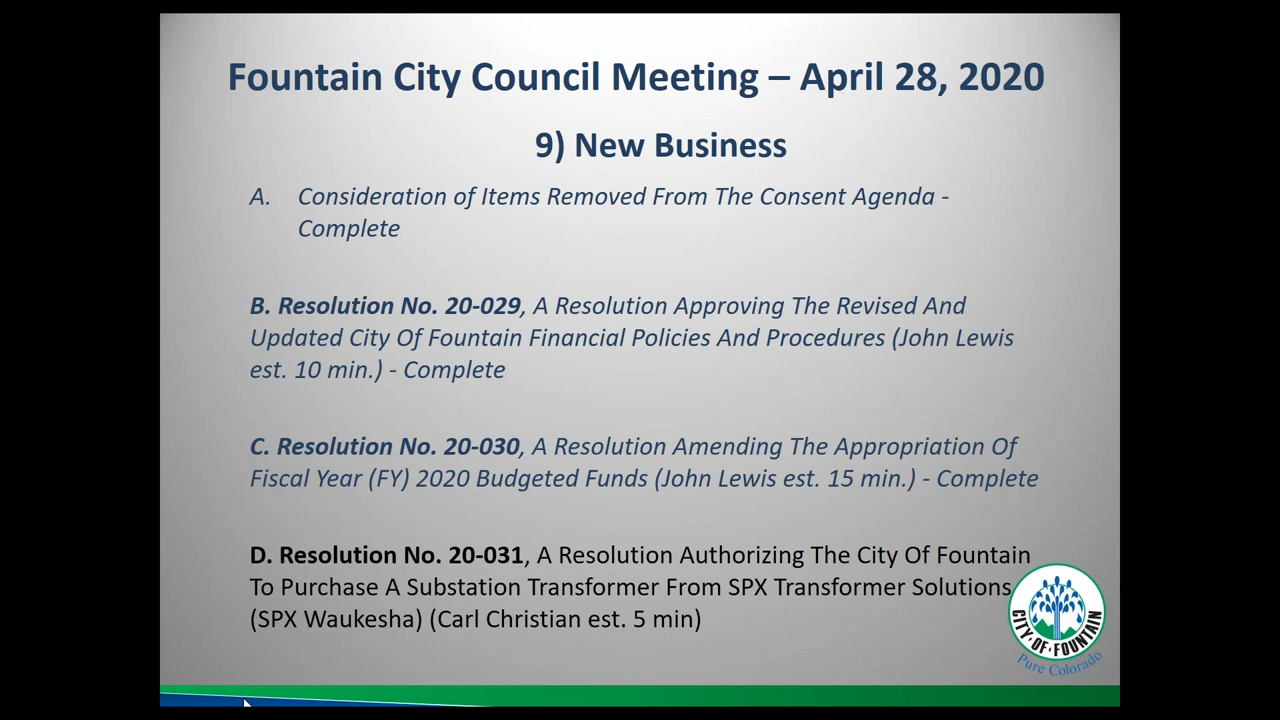 Fountain City Council Meeting – April 28, 2020
9) New Business
A. Consideration of Items Removed From The Consent Agenda -
Complete
B. Resolution No. 20-029, A Resolution Approving The Revised And
Updated City Of Fountain Financial Policies And Procedures (John Lewis
est. 10 min.) - Complete
C. Resolution No. 20-030, A Resolution Amending The Appropriation Of
Fiscal Year (FY) 2020 Budgeted Funds (John Lewis est. 15 min.) - Complete
D. Resolution No. 20-031, A Resolution Authorizing The City Of Fountain
To Purchase A Substation Transformer From SPX Transformer Solutions
(SPX Waukesha) (Carl Christian est. 5 min)
CITY·OF·FOUNTAIN
Pure Colorado